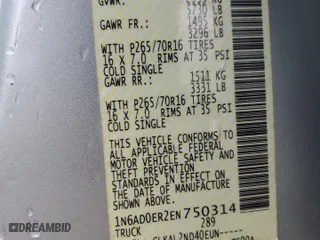 GVWR:
5720 LB
GAWR FR.: 1495 KG
3296 LB
WITH P265/70R16 TIRES
16 X 7.0 RIMS AT 35 PSI
COLD SINGLE
GAWR RR.: 1511 KG
3331 LB
WITH P265/70R16 TIRES
16 X 7.0 RIMS AT 35 PSI
COLD SINGLE
THIS VEHICLE CONFORMS TO
ALL APPLICABLE FEDERAL
MOTOR VEHICLE SAFETY AND
THEFT PREVENTION
STANDARDS IN EFFECT ON
THE DATE OF MANUFACTURE
SHOWN ABOVE.
1N6AD0ER2EN750314
TRUCK 289